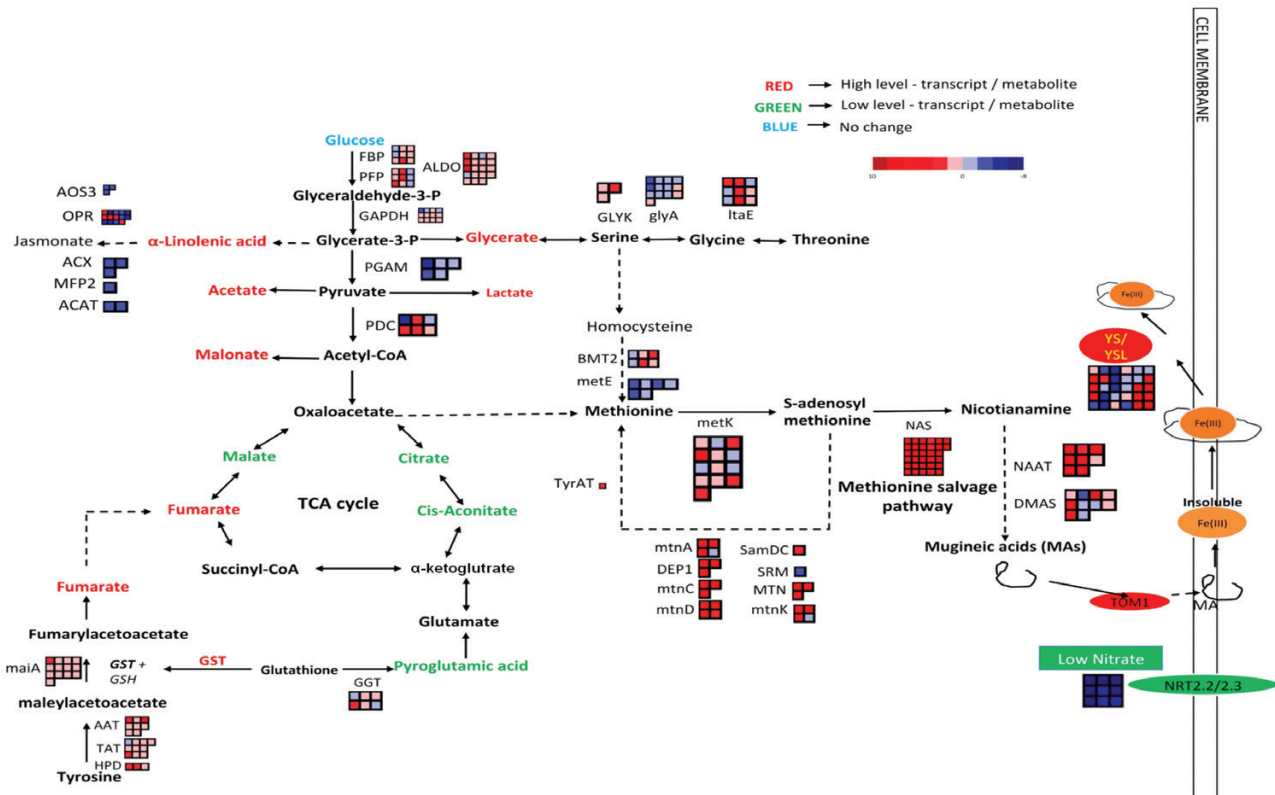 CELL MEMBRANE
RED High level - transcript / metabolite
GREEN Low level - transcript / metabolite
BLUE No change
10 0 -8
Glucose
FBP
ALDO
PFP
Glyceraldehyde-3-P
GAPDH
AOS3
OPR
Jasmonate
α-Linolenic acid
Glycerate-3-P
Glycerate
GLYK
glyA
ltaE
Serine
Glycine
Threonine
ACX
MFP2
ACAT
PGAM
Acetate
Pyruvate
Lactate
PDC
Malonate
Acetyl-CoA
Homocysteine
BMT2
metE
Oxaloacetate
Methionine
S-adenosyl
methionine
Nicotianamine
metK
NAS
Methionine salvage
pathway
TyrAT
Malate
Citrate
TCA cycle
Fumarate
Cis-Aconitate
Succinyl-CoA
α-ketoglutrate
Glutamate
Pyroglutamic acid
Fumarate
Fumarylacetoacetate
maiA
GST +
GSH
GST
Glutathione
GGT
maleylacetoacetate
AAT
TAT
HPD
Tyrosine
mtnA
DEP1
mtnC
mtnD
SamDC
SRM
MTN
mtnK
Fe(III)
YS/
YSL
Fe(III)
NAAT
DMAS
Insoluble
Fe(III)
Mugineic acids (MAs)
TOM1
MA
Low Nitrate
NRT2.2/2.3